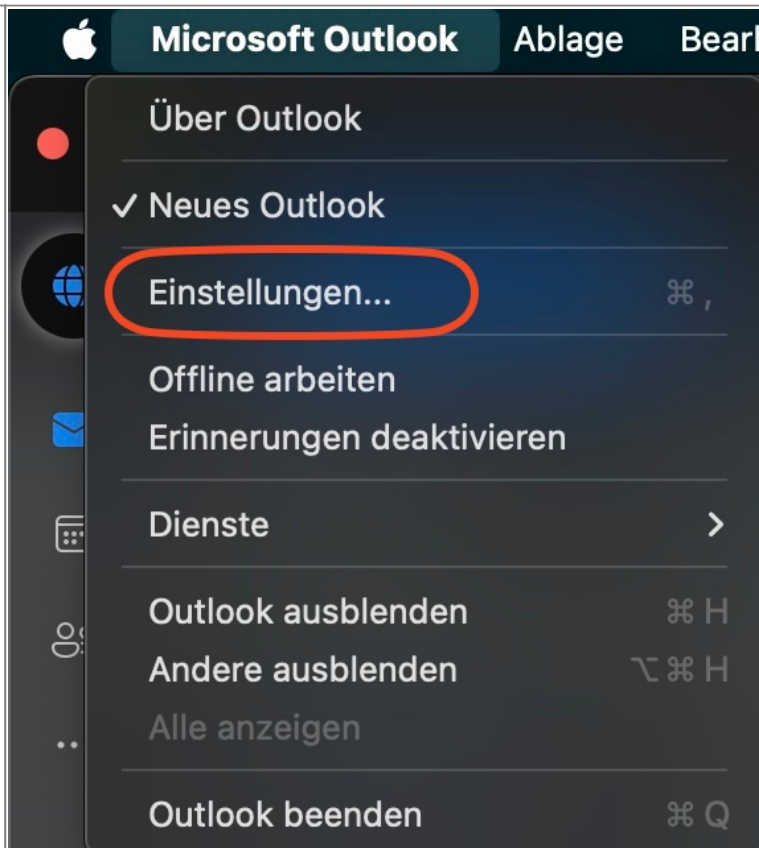 Microsoft Outlook Ablage
Über Outlook
✓ Neues Outlook
Einstellungen... ⌘ ,
Offline arbeiten
Erinnerungen deaktivieren
Dienste >
Outlook ausblenden ⌘ H
Andere ausblenden ⌥ ⌘ H
Alle anzeigen
Outlook beenden ⌘ Q